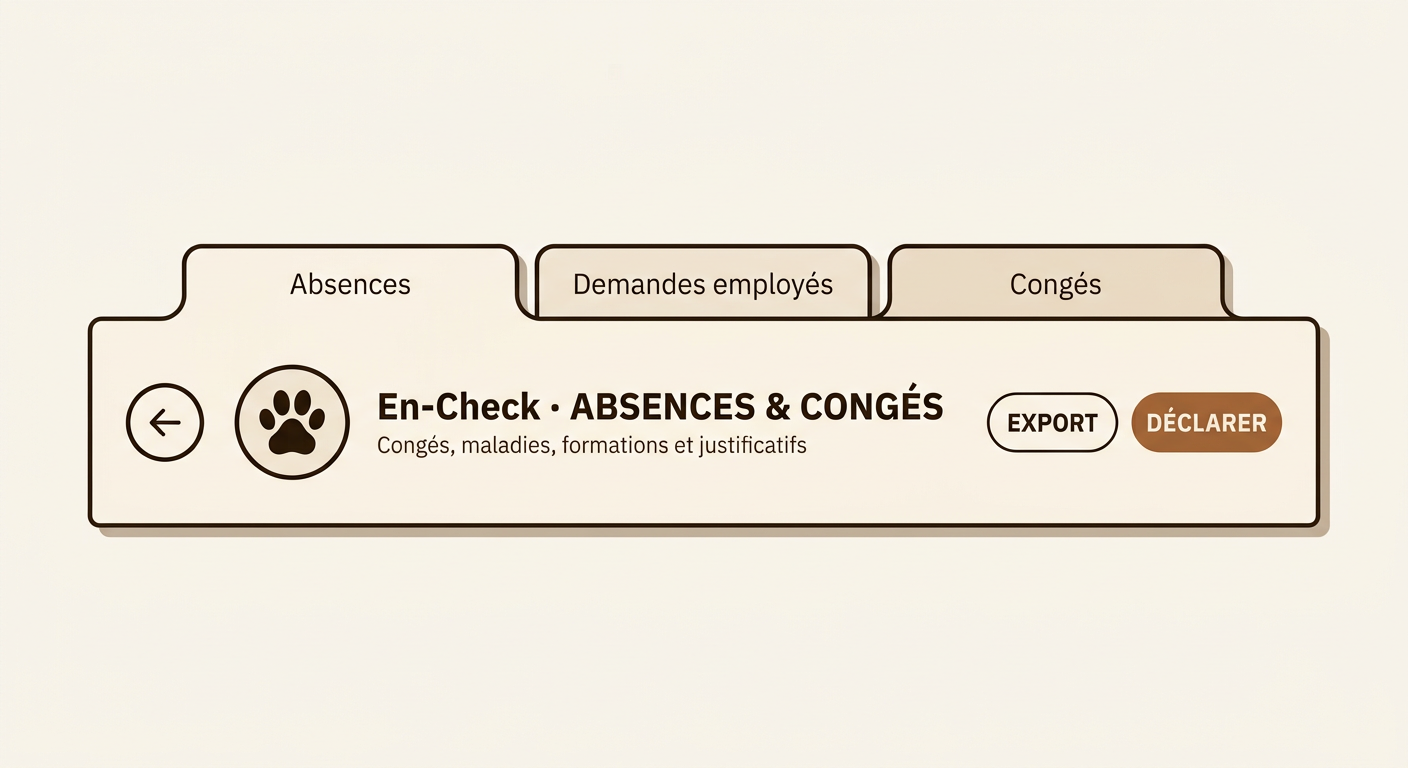 Absences
Demandes employés
Congés
En-Check · ABSENCES & CONGÉS
Congés, maladies, formations et justificatifs
EXPORT
DÉCLARER